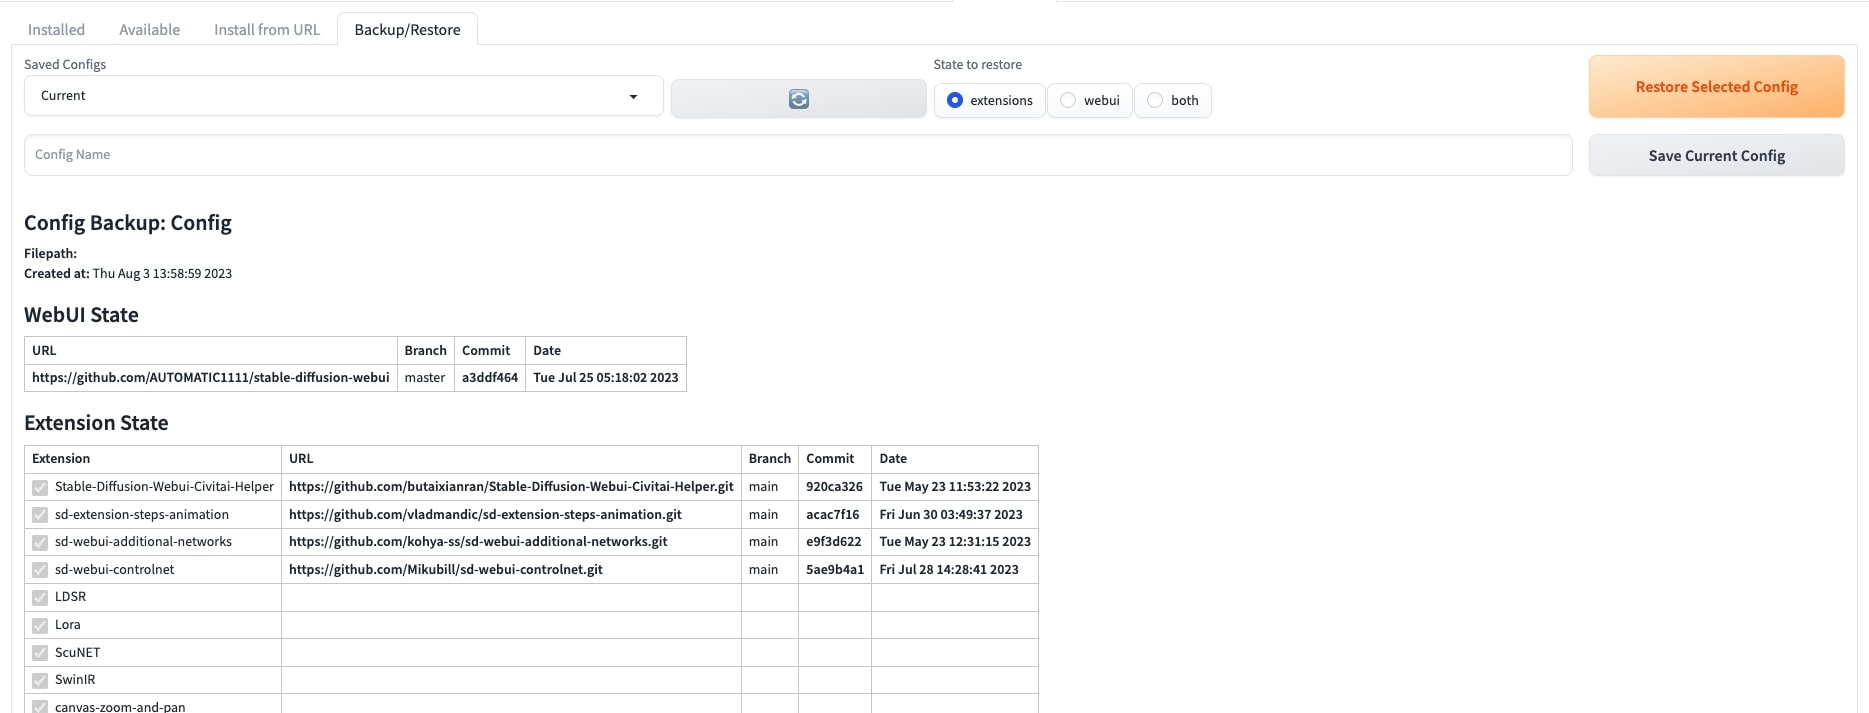 Installed Available Install from URL Backup/Restore
Saved Configs
Current
State to restore
extensions webui both
Restore Selected Config
Config Name
Save Current Config
Config Backup: Config
Filepath:
Created at: Thu Aug 3 13:58:59 2023
WebUI State
URL Branch Commit Date
https://github.com/AUTOMATIC1111/stable-diffusion-webui master a3ddf464 Tue Jul 25 05:18:02 2023
Extension State
Extension URL Branch Commit Date
Stable-Diffusion-Webui-Civitai-Helper https://github.com/butaixianran/Stable-Diffusion-Webui-Civitai-Helper.git main 920ca326 Tue May 23 11:53:22 2023
sd-extension-steps-animation https://github.com/vladmandic/sd-extension-steps-animation.git main acac7f16 Fri Jun 30 03:49:37 2023
sd-webui-additional-networks https://github.com/kohya-ss/sd-webui-additional-networks.git main e9f3d622 Tue May 23 12:31:15 2023
sd-webui-controlnet https://github.com/Mikubill/sd-webui-controlnet.git main 5ae9b4a1 Fri Jul 28 14:28:41 2023
LDSR
Lora
ScuNET
SwinIR
canvas-zoom-and-pan